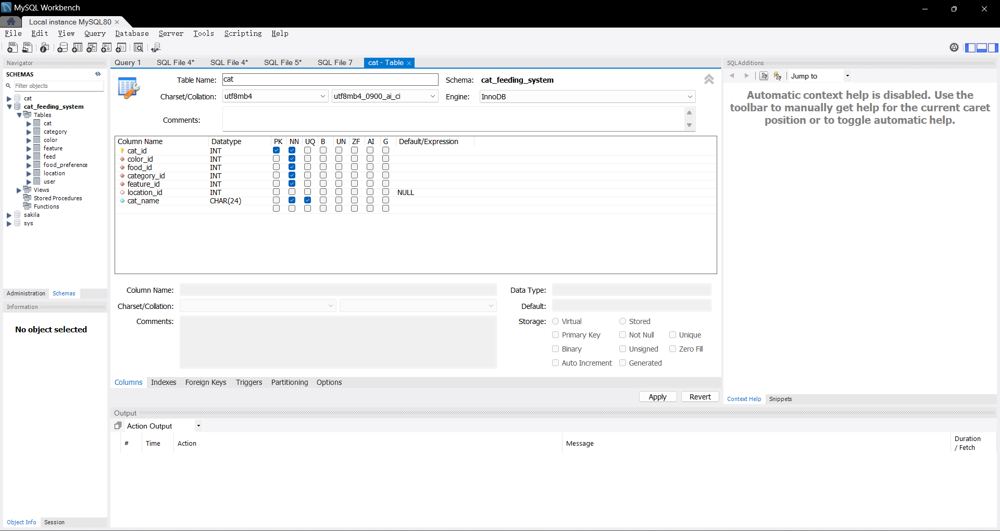 MySQL Workbench
Local instance MySQL80
File Edit View Query Database Server Tools Scripting Help
Navigator
SCHEMAS
Filter objects
cat
cat_feeding_system
Tables
cat
category
color
feature
feed
food_preference
location
user
Views
Stored Procedures
Functions
sakila
sys
Administration Schemas
Information
No object selected
Object Info Session
Query 1 SQL File 4* SQL File 4* SQL File 5* SQL File 7 cat - Table
Table Name: cat Schema: cat_feeding_system
Charset/Collation: utf8mb4 utf8mb4_0900_ai_ci Engine: InnoDB
Comments:
Column Name Datatype PK NN UQ B UN ZF AI G Default/Expression
cat_id INT
color_id INT
food_id INT
category_id INT
feature_id INT
location_id INT NULL
cat_name CHAR(24)
Column Name: Data Type:
Charset/Collation: Default:
Comments: Storage: Virtual Stored
Primary Key Not Null Unique
Binary Unsigned Zero Fill
Auto Increment Generated
Columns Indexes Foreign Keys Triggers Partitioning Options
Apply Revert
Output
Action Output
# Time Action Message Duration / Fetch
SQLAdditions
Jump to
Automatic context help is disabled. Use the
toolbar to manually get help for the current caret
position or to toggle automatic help.
Context Help Snippets